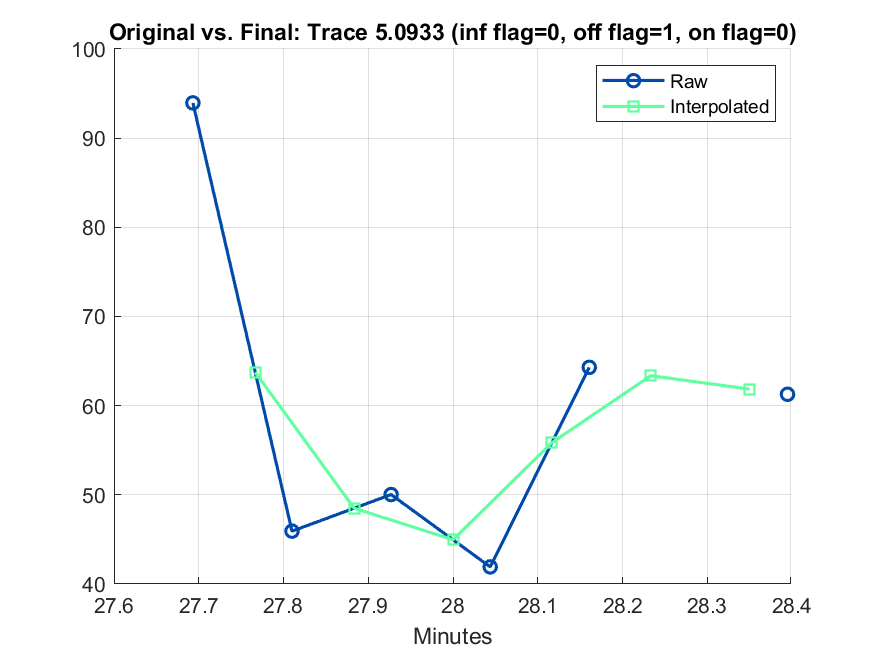 Original vs. Final: Trace 5.0933 (inf flag=0, off flag=1, on flag=0)
100
90
80
70
60
50
40
Raw
Interpolated
27.6 27.7 27.8 27.9 28 28.1 28.2 28.3 28.4
Minutes